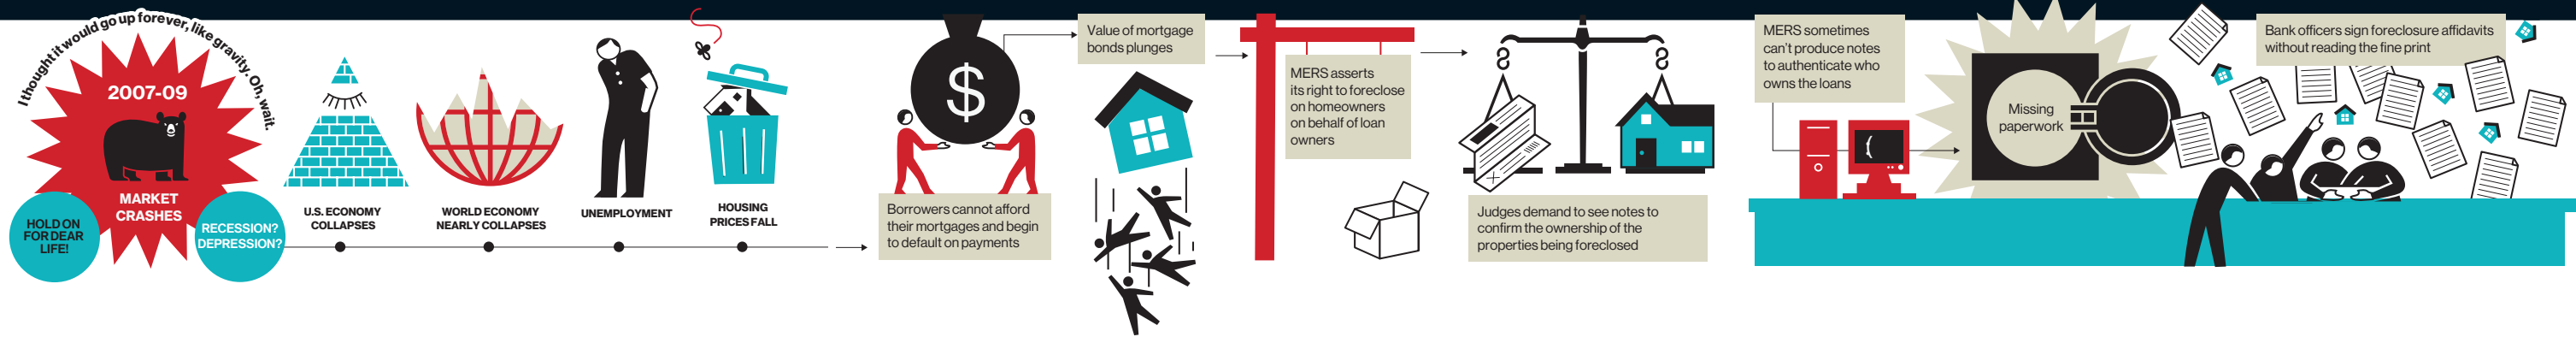 I thought it would go up forever, like gravity. Oh, wait.
2007-09
MARKET
CRASHES
HOLD ON
FOR DEAR
LIFE!
RECESSION?
DEPRESSION?
U.S. ECONOMY
COLLAPSES
WORLD ECONOMY
NEARLY COLLAPSES
UNEMPLOYMENT
HOUSING
PRICES FALL
$
Borrowers cannot afford
their mortgages and begin
to default on payments
Value of mortgage
bonds plunges
MERS asserts
its right to foreclose
on homeowners
on behalf of loan
owners
Judges demand to see notes to
confirm the ownership of the
properties being foreclosed
MERS sometimes
can't produce notes
to authenticate who
owns the loans
Missing
paperwork
Bank officers sign foreclosure affidavits
without reading the fine print